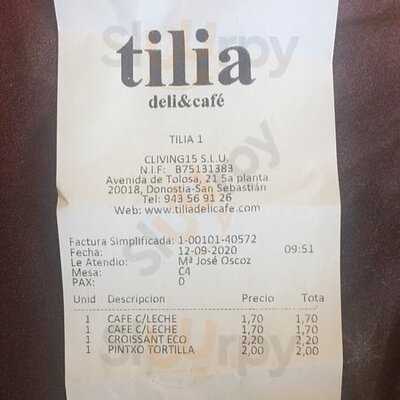 tilia
deli&café
TILIA 1
CLIVING15 S.L.U.
N.I.F: B75131383
Avenida de Tolosa, 21 5a planta
20018, Donostia-San Sebastián
Tel: 943 56 91 26
Web: www.tiliadelicafe.com
Factura Simplificada: 1-00101-40572
Fecha: 12-09-2020 09:51
Le Atendio: Mª José Oscoz
Mesa: C4
PAX: 0
Unid Descripcion Precio Tota
1 CAFE C/LECHE 1,70 1,70
1 CAFE C/LECHE 1,70 1,70
1 CROISSANT ECO 2,20 2,20
1 PINTXO TORTILLA 2,00 2,00